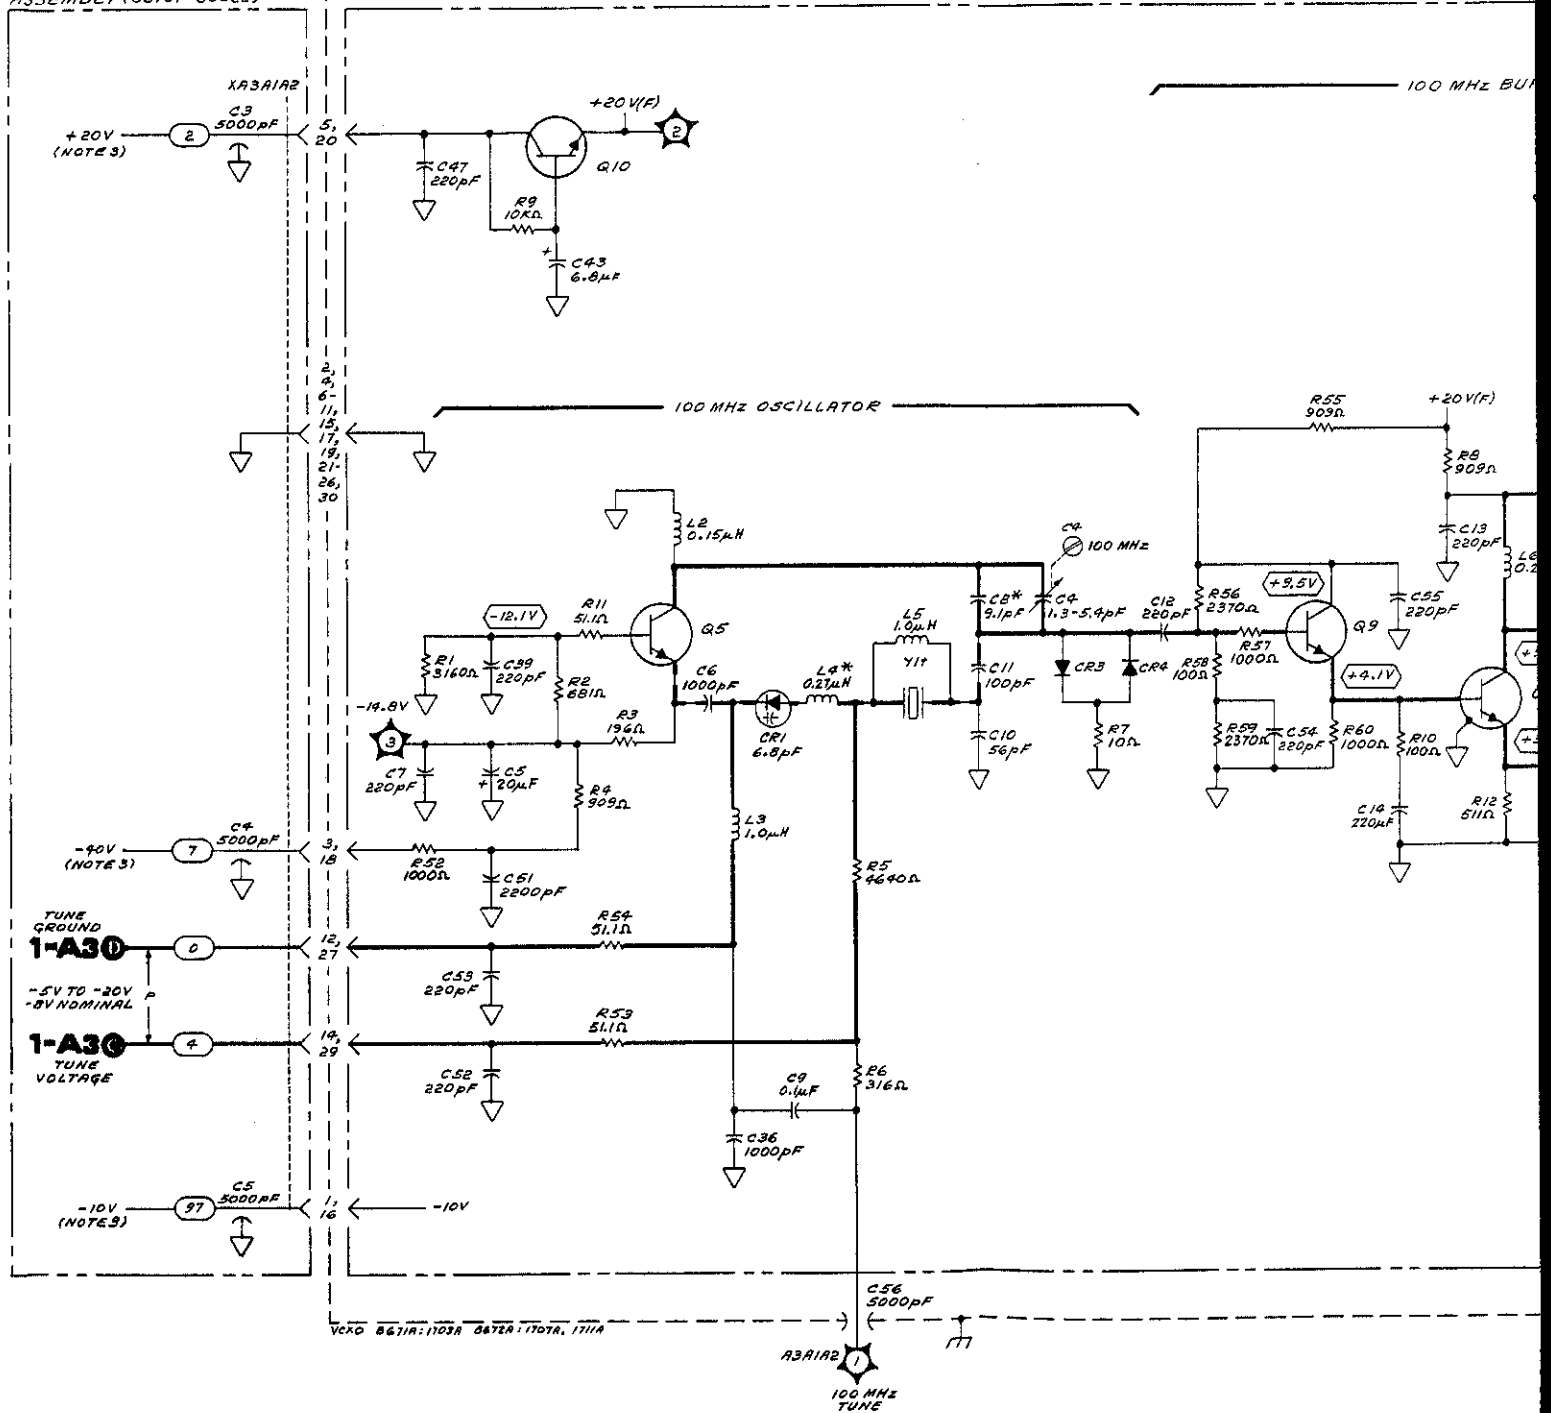 XA3A1A2
100 MHZ BUF
C3
5000pF
+20V
(NOTE 3)
2
5,
20
+20V(F)
2
Q10
C47
220pF
R9
10KΩ
+
C43
6.8µF
2,
4,
6-
11,
15,
17,
19,
21-
26,
30
100 MHZ OSCILLATOR
R55
909Ω
+20V(F)
R8
909Ω
L2
0.15µH
C4
100 MHZ
C13
220pF
L6
0.2
-12.1V
R11
51.1Ω
Q5
C8*
9.1pF
C4
1.3-5.4pF
C12
220pF
R56
2370Ω
+9.5V
C55
220pF
Q9
L5
1.0µH
Y1†
R1
3160Ω
C39
220pF
R2
681Ω
C6
1000pF
L4*
0.27µH
C11
100pF
CR3
CR4
R58
100Ω
R57
1000Ω
+4.1V
-14.8V
3
R3
196Ω
CR1
6.8pF
C10
56pF
R7
10Ω
R59
2370Ω
C54
220pF
R60
1000Ω
R10
100Ω
C7
220pF
C5
+ 20µF
R4
909Ω
L3
1.0µH
C14
220µF
R12
511Ω
C4
5000pF
-40V
(NOTE 3)
7
3,
18
R52
1000Ω
C51
2200pF
R5
4640Ω
TUNE
GROUND
1-A3
0
12,
27
R54
51.1Ω
C53
220pF
-5V TO -20V
-8V NOMINAL
P
1-A3
4
14,
29
R53
51.1Ω
TUNE
VOLTAGE
C52
220pF
R6
316Ω
C9
0.1µF
C36
1000pF
C5
5000pF
-10V
(NOTE 3)
97
1,
16
-10V
C56
5000pF
VCXO 8671A:1703A 8672A:1707A, 1711A
A3A1A2
1
100 MHZ
TUNE